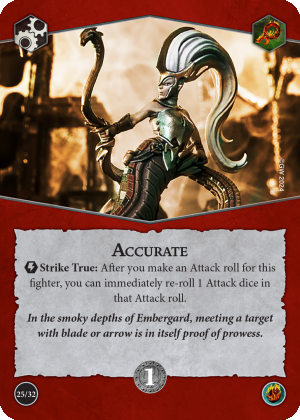 ©GW 2024
ACCURATE
Strike True: After you make an Attack roll for this
fighter, you can immediately re-roll 1 Attack dice in
that Attack roll.
In the smoky depths of Embergard, meeting a target
with blade or arrow is in itself proof of prowess.
25/32
1